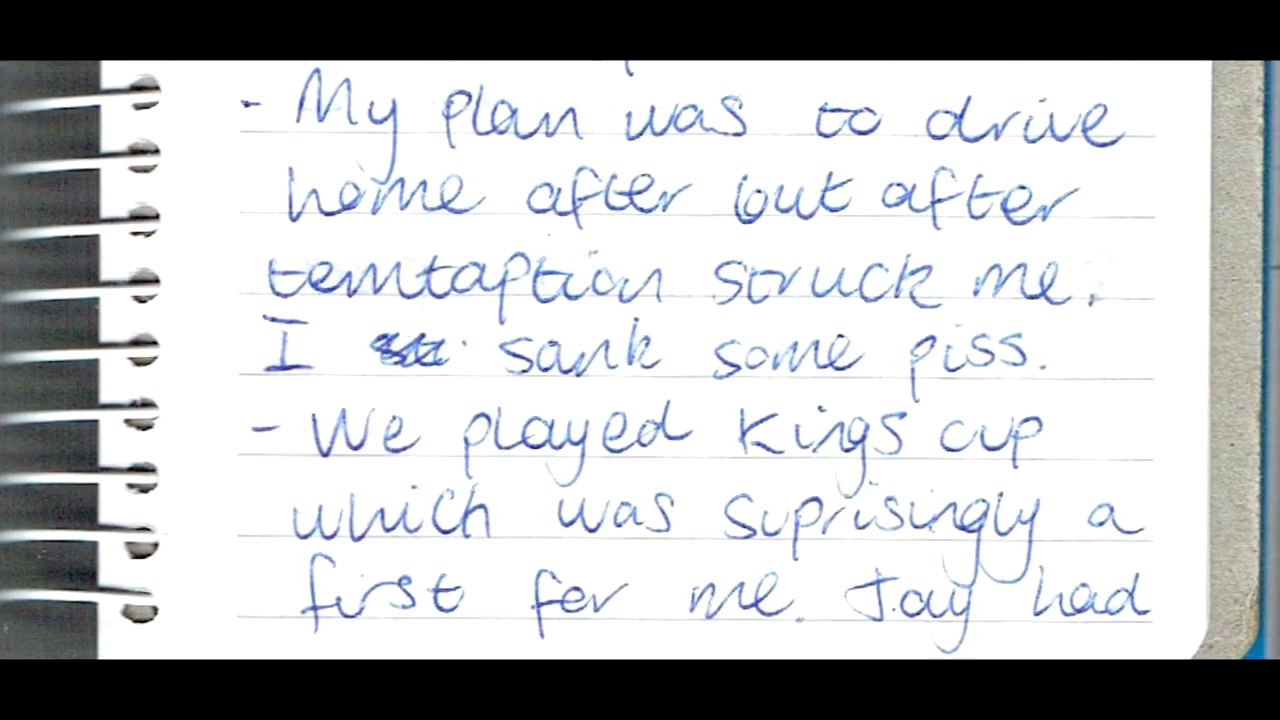 - My plan was to drive
home after but after
temtaption struck me.
I sank some piss.
- We played Kings cup
which was suprisingly a
first for me. Jay had